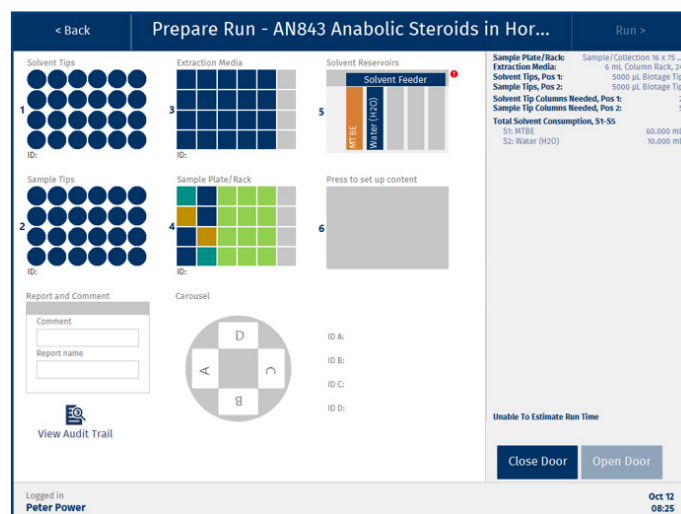 < Back
Prepare Run - AN843 Anabolic Steroids in Hor...
Run >
Solvent Tips
1
ID:
Extraction Media
3
ID:
Solvent Reservoirs
5
Solvent Feeder
MTBE
Water (H2O)
Sample Tips
2
ID:
Sample Plate/Rack
4
ID:
Press to set up content
6
Report and Comment
Comment
Report name
View Audit Trail
Carousel
D
A
C
B
ID A:
ID B:
ID C:
ID D:
Sample Plate/Rack: Sample/Collection 16 x 75 ...
Extraction Media: 6 mL Column Rack, 24
Solvent Tips, Pos 1: 5000 µL Biotage Tip
Sample Tips, Pos 2: 5000 µL Biotage Tip
Solvent Tip Columns Needed, Pos 1:
Sample Tip Columns Needed, Pos 2:
Total Solvent Consumption, S1-S5
S1: MTBE 60.000 ml
S2: Water (H2O) 10.000 ml
Unable To Estimate Run Time
Close Door
Open Door
Logged in
Peter Power
Oct 12
08:25